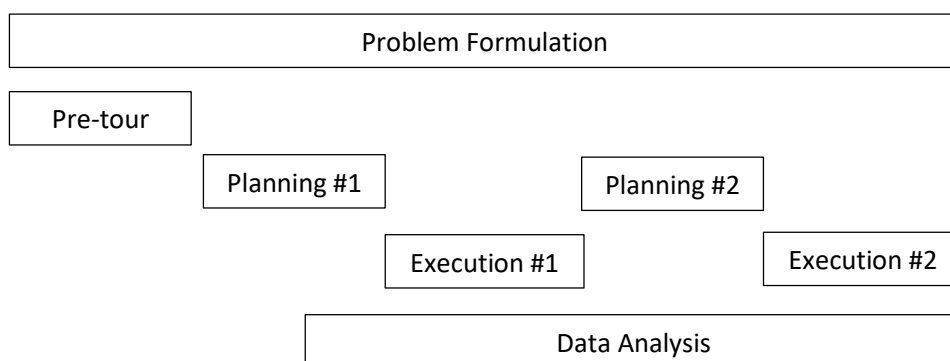 Problem Formulation
Pre-tour
Planning #1
Planning #2
Execution #1
Execution #2
Data Analysis